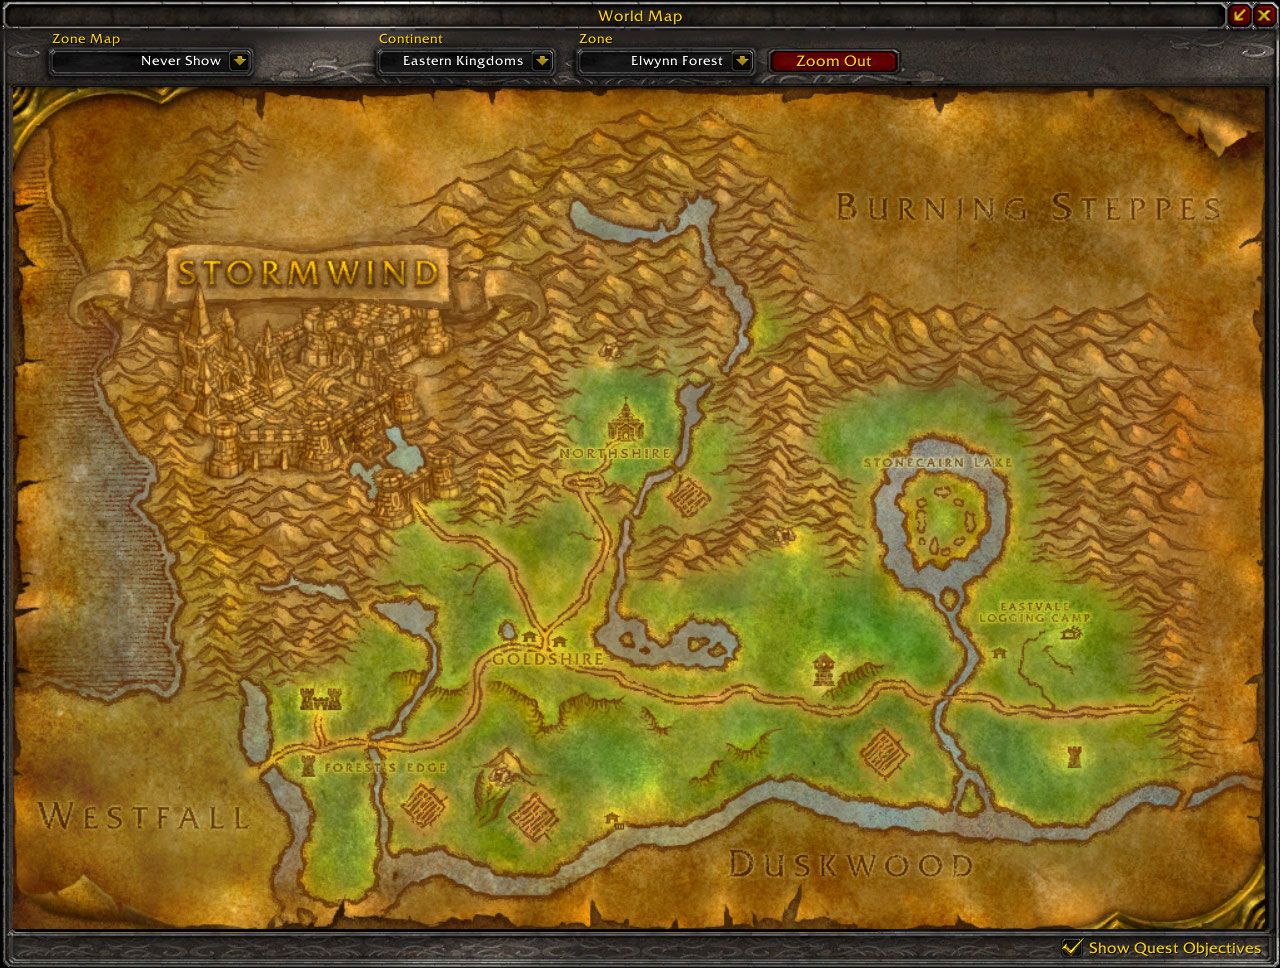 World Map
Zone Map
Continent
Zone
Never Show
Eastern Kingdoms
Elwynn Forest
Zoom Out
BURNING STEPPES
STORMWIND
NORTHSHIRE
STONECAIRN LAKE
EASTVALE
LOGGING CAMP
GOLDSHIRE
FOREST'S EDGE
WESTFALL
DUSKWOOD
Show Quest Objectives